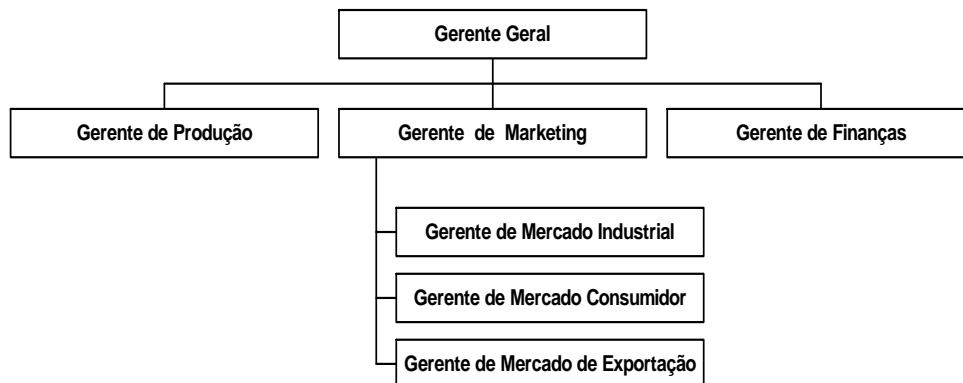 Gerente Geral
Gerente de Produção
Gerente de Marketing
Gerente de Finanças
Gerente de Mercado Industrial
Gerente de Mercado Consumidor
Gerente de Mercado de Exportação